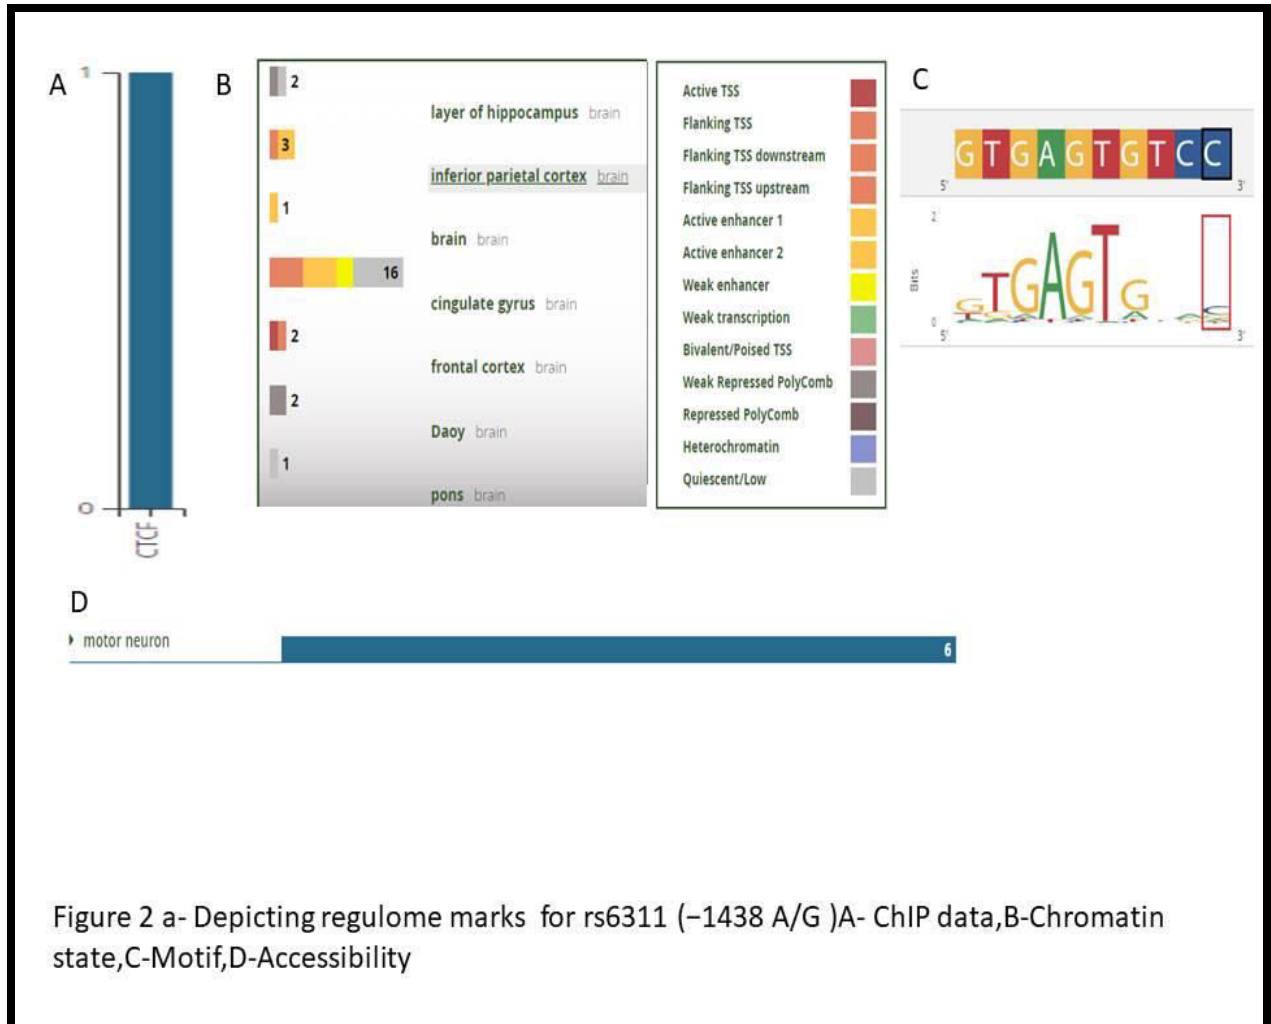 A
1
0
CTCF
B
2
layer of hippocampus brain
3
inferior parietal cortex brain
1
brain brain
16
cingulate gyrus brain
2
frontal cortex brain
2
Daoy brain
1
pons brain
Active TSS
Flanking TSS
Flanking TSS downstream
Flanking TSS upstream
Active enhancer 1
Active enhancer 2
Weak enhancer
Weak transcription
Bivalent/Poised TSS
Weak Repressed PolyComb
Repressed PolyComb
Heterochromatin
Quiescent/Low
C
GTGAGTGTCC
5' 3'
2
Bits
0
GTGAGTG
5' 3'
D
motor neuron 6
Figure 2 a- Depicting regulome marks for rs6311 (−1438 A/G )A- ChIP data,B-Chromatin
state,C-Motif,D-Accessibility